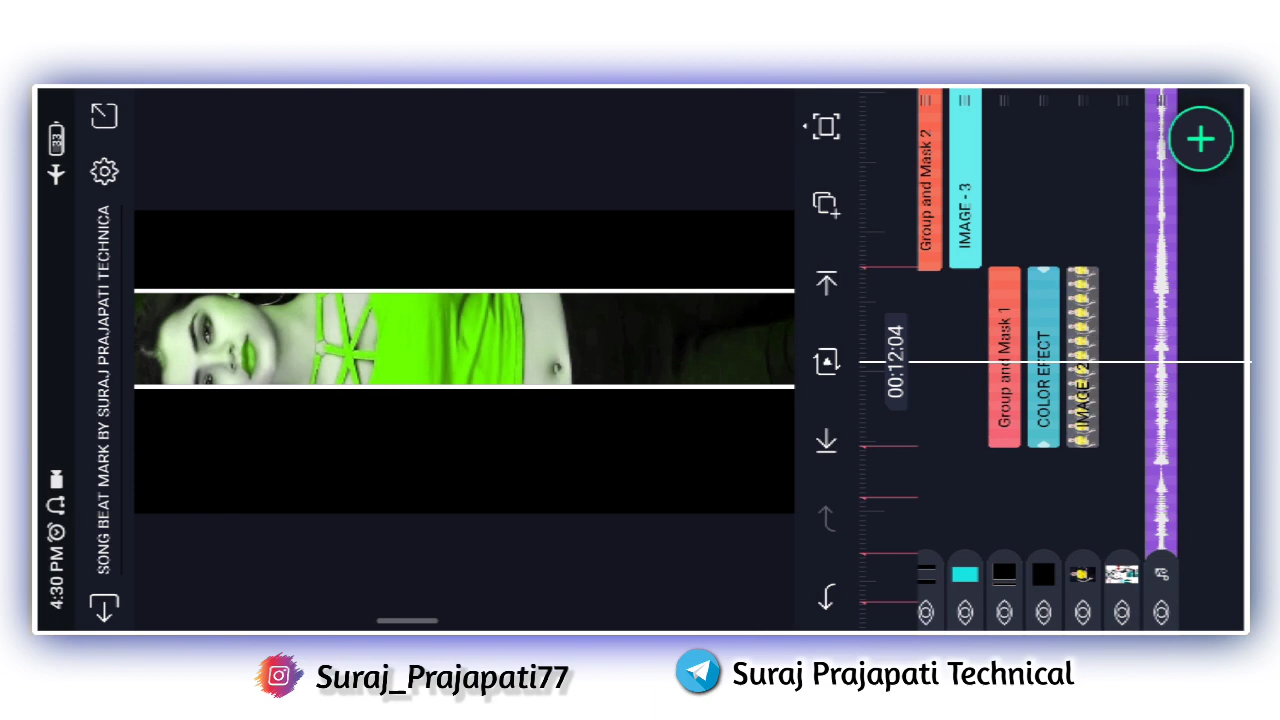 4:30 PM
33
SONG BEAT MARK BY SURAJ PRAJAPATI TECHNICA
00:12:04
Group and Mask 2
IMAGE - 3
Group and Mask 1
COLOR EFFECT
IMAGE 2
Suraj_Prajapati77
Suraj Prajapati Technical